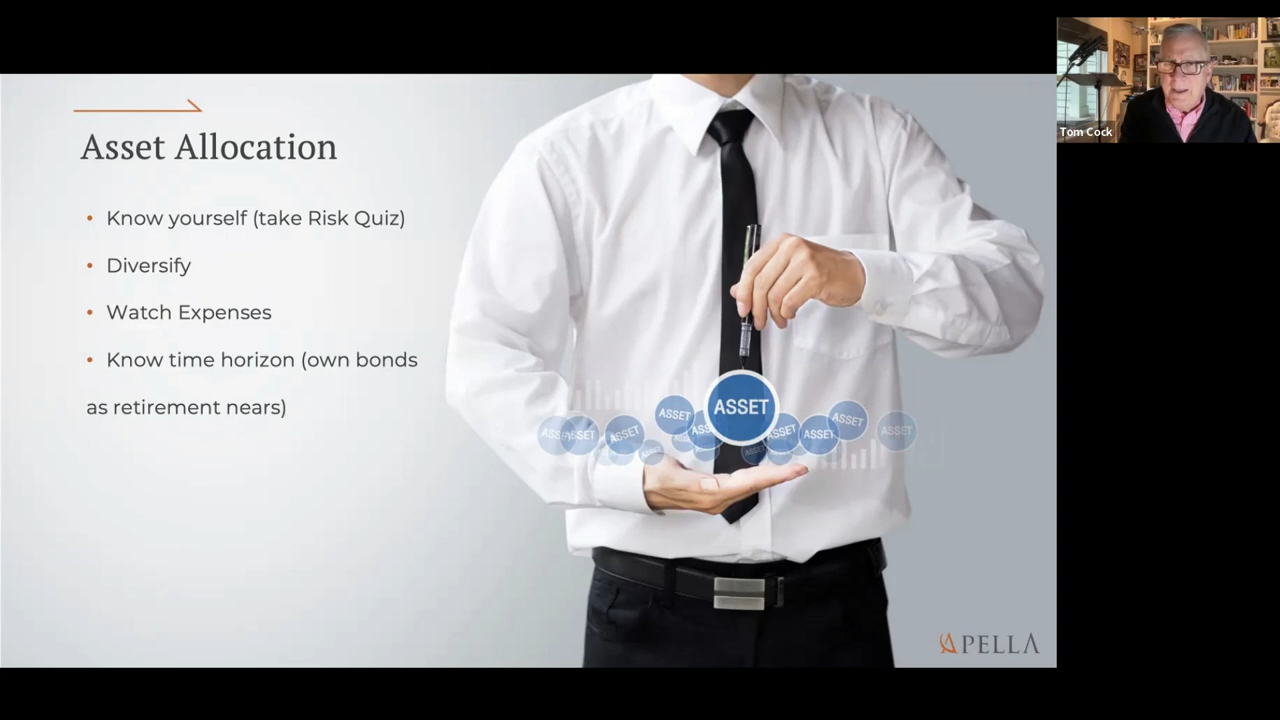 Asset Allocation
• Know yourself (take Risk Quiz)
• Diversify
• Watch Expenses
• Know time horizon (own bonds
as retirement nears)
ASSET
ASSET
ASSET
ASSET
ASSET
ASSET
ASSET
ASSET
APELLA
Tom Cock